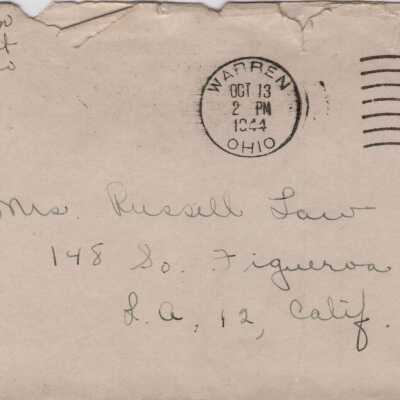 WARREN
OCT 13
2 PM
1944
OHIO
Mrs. Russell Law
148 So. Figueroa
L.A. 12, Calif.